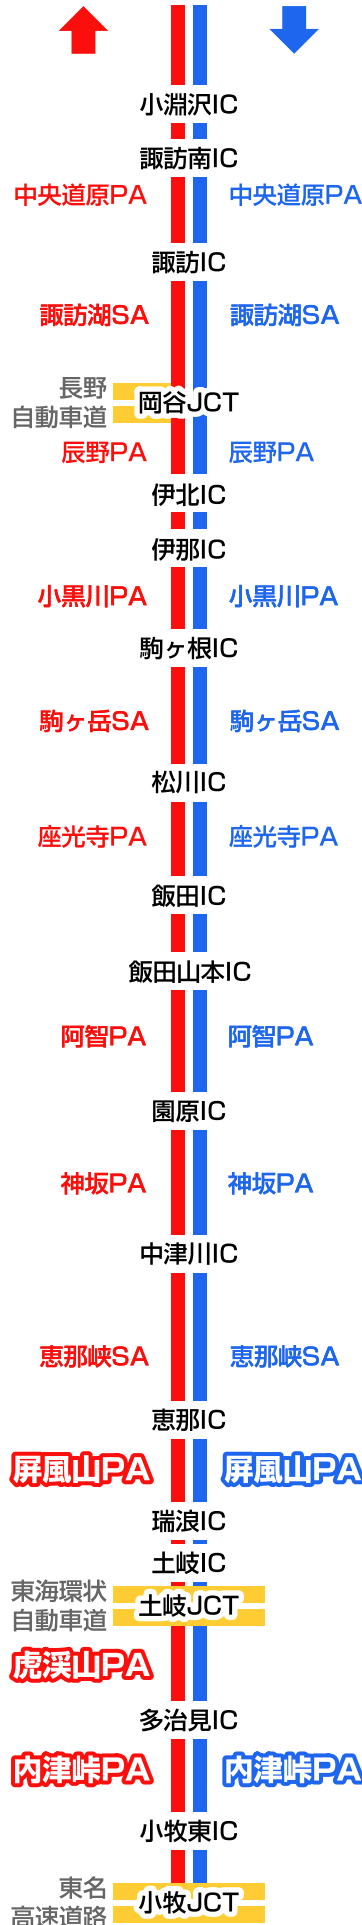 小淵沢IC
諏訪南IC
中央道原PA 中央道原PA
諏訪IC
諏訪湖SA 諏訪湖SA
長野
自動車道
岡谷JCT
辰野PA 辰野PA
伊北IC
伊那IC
小黒川PA 小黒川PA
駒ヶ根IC
駒ヶ岳SA 駒ヶ岳SA
松川IC
座光寺PA 座光寺PA
飯田IC
飯田山本IC
阿智PA 阿智PA
園原IC
神坂PA 神坂PA
中津川IC
恵那峡SA 恵那峡SA
恵那IC
屏風山PA 屏風山PA
瑞浪IC
土岐IC
東海環状
自動車道
土岐JCT
虎渓山PA
多治見IC
内津峠PA 内津峠PA
小牧東IC
東名
高速道路
小牧JCT